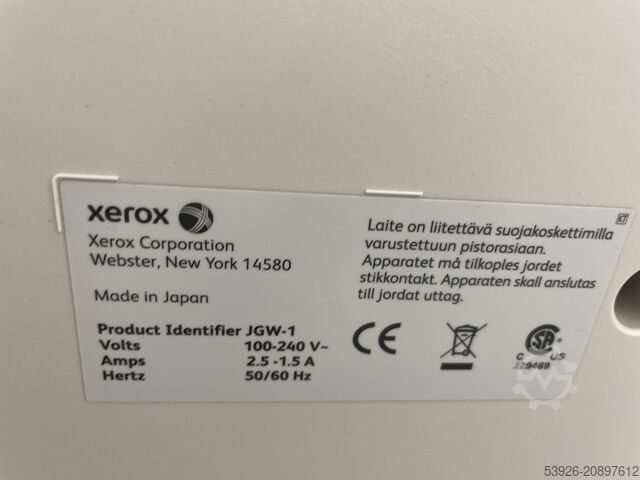 xerox
Xerox Corporation
Webster, New York 14580
Made in Japan
Product Identifier JGW-1
Volts 100-240 V~
Amps 2.5 -1.5 A
Hertz 50/60 Hz
Laite on liitettävä suojakoskettimilla
varustettuun pistorasiaan.
Apparatet må tilkoples jordet
stikkontakt. Apparaten skall anslutas
till jordat uttag.
KT
CE
SA
C US
229469
53926-20897612